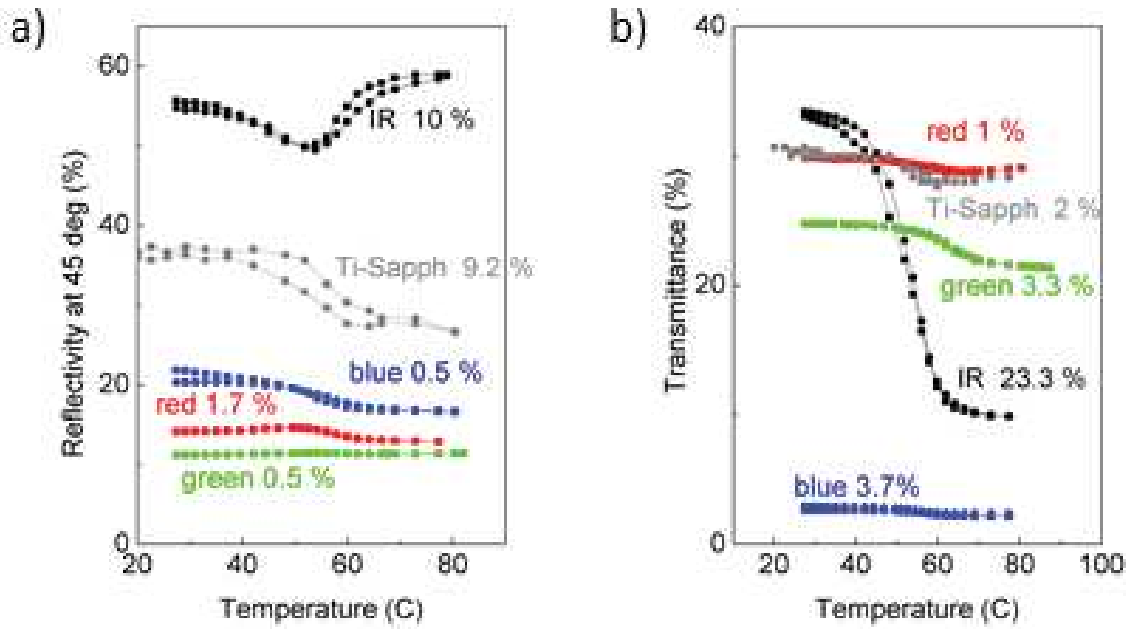 a)
Reflectivity at 45 deg (%)
60
40
20
0
IR 10 %
Ti-Sapph 9.2 %
blue 0.5 %
red 1.7 %
green 0.5 %
20 40 60 80
Temperature (C)
b)
Transmittance (%)
40
20
0
red 1 %
Ti-Sapph 2 %
green 3.3 %
IR 23.3 %
blue 3.7%
20 40 60 80 100
Temperature (C)